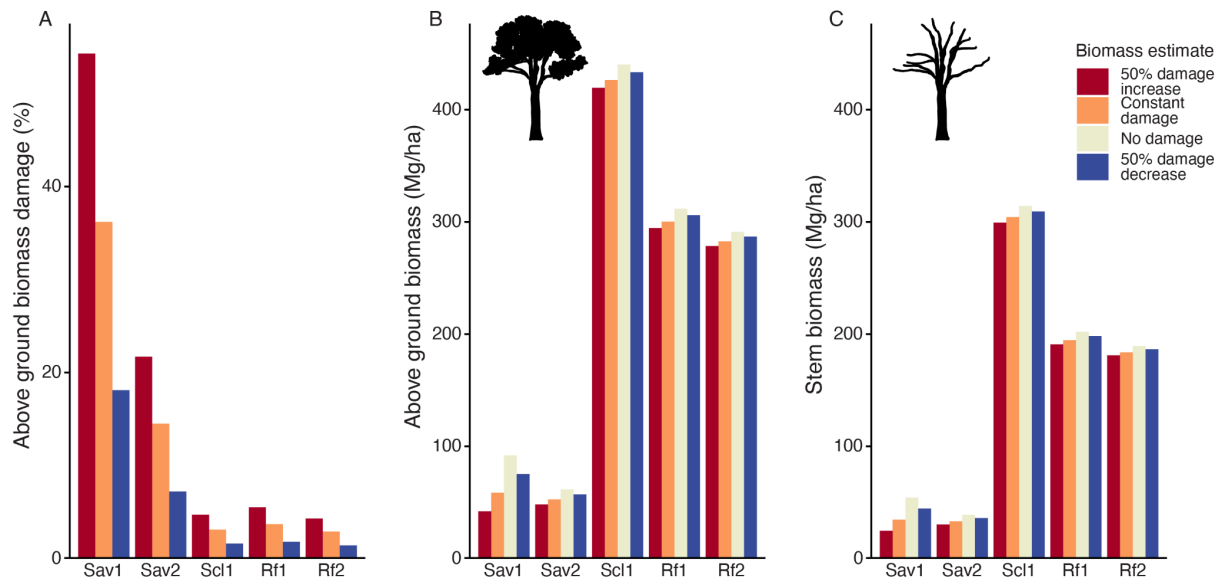 A
Above ground biomass damage (%)
40
20
0
Sav1 Sav2 Scl1 Rf1 Rf2
B
Above ground biomass (Mg/ha)
400
300
200
100
0
Sav1 Sav2 Scl1 Rf1 Rf2
C
Stem biomass (Mg/ha)
400
300
200
100
0
Sav1 Sav2 Scl1 Rf1 Rf2
Biomass estimate
50% damage
increase
Constant
damage
No damage
50% damage
decrease